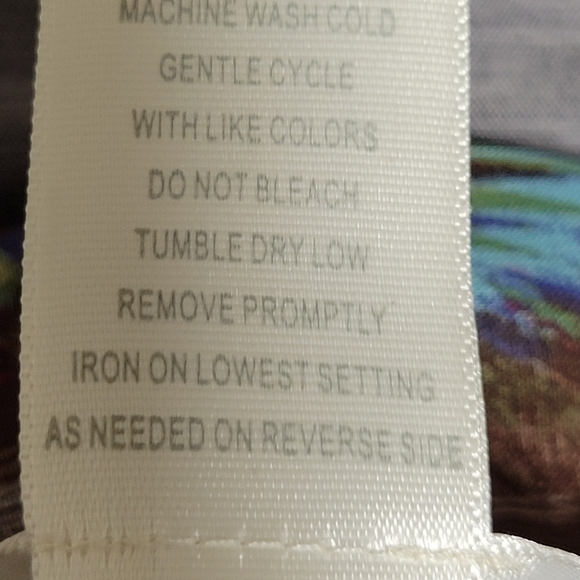 MACHINE WASH COLD
GENTLE CYCLE
WITH LIKE COLORS
DO NOT BLEACH
TUMBLE DRY LOW
REMOVE PROMPTLY
IRON ON LOWEST SETTING
AS NEEDED ON REVERSE SIDE